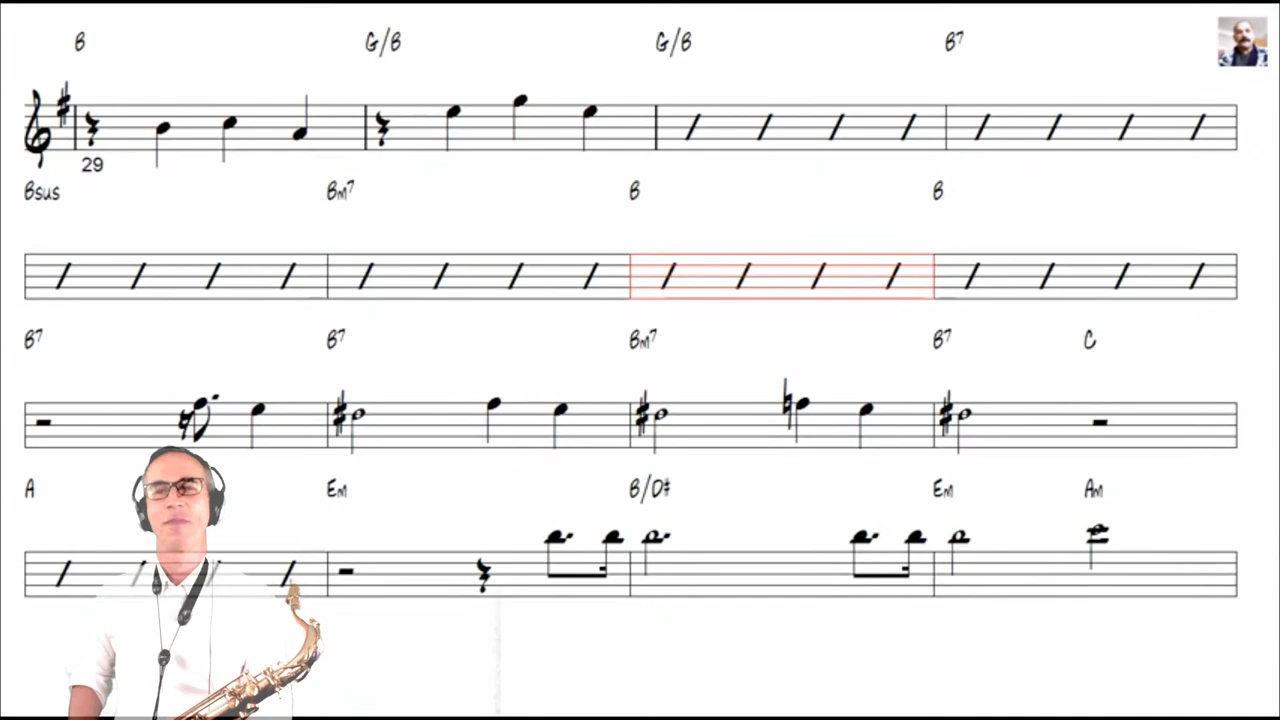 B G/B G/B B7
29
Bsus Bm7 B B
B7 B7 Bm7 B7 C
A Em B/D# Em Am